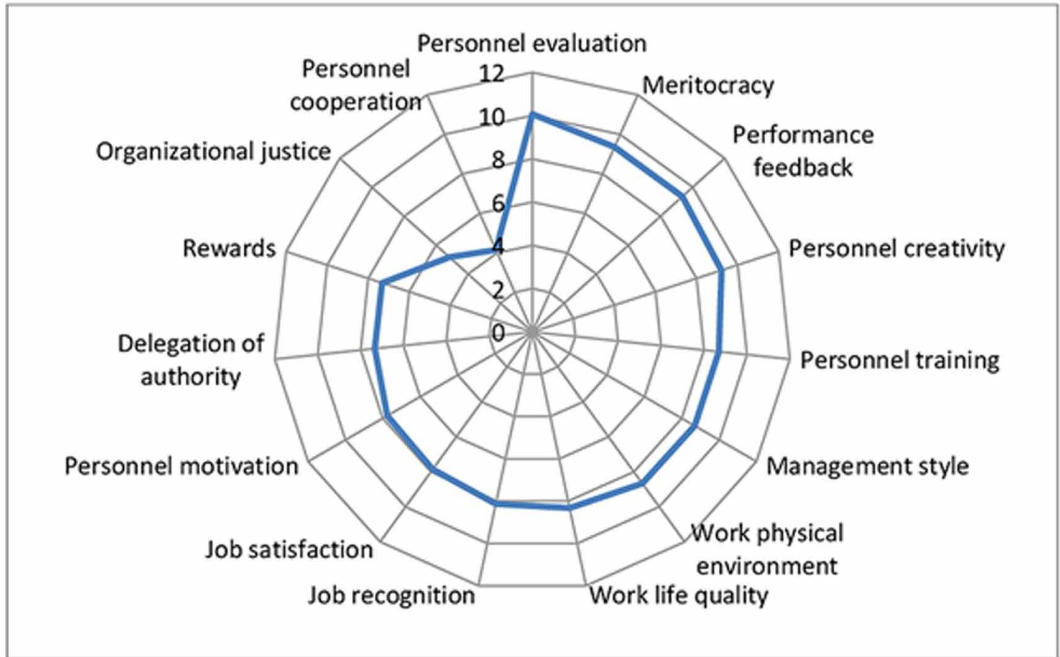 Personnel evaluation
Meritocracy
Performance
feedback
Personnel creativity
Personnel training
Management style
Work physical
environment
Work life quality
Job recognition
Job satisfaction
Personnel motivation
Delegation of
authority
Rewards
Organizational justice
Personnel
cooperation
12
10
8
6
4
2
0